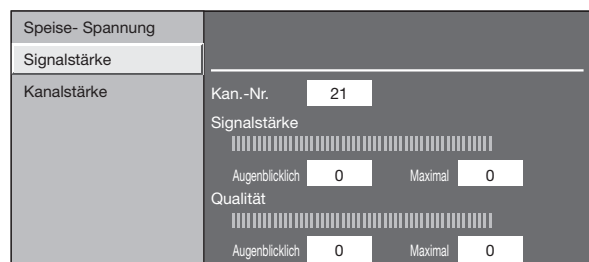 Speise- Spannung
Signalstärke
Kanalstärke
Kan.-Nr. 21
Signalstärke
Augenblicklich 0 Maximal 0
Qualität
Augenblicklich 0 Maximal 0